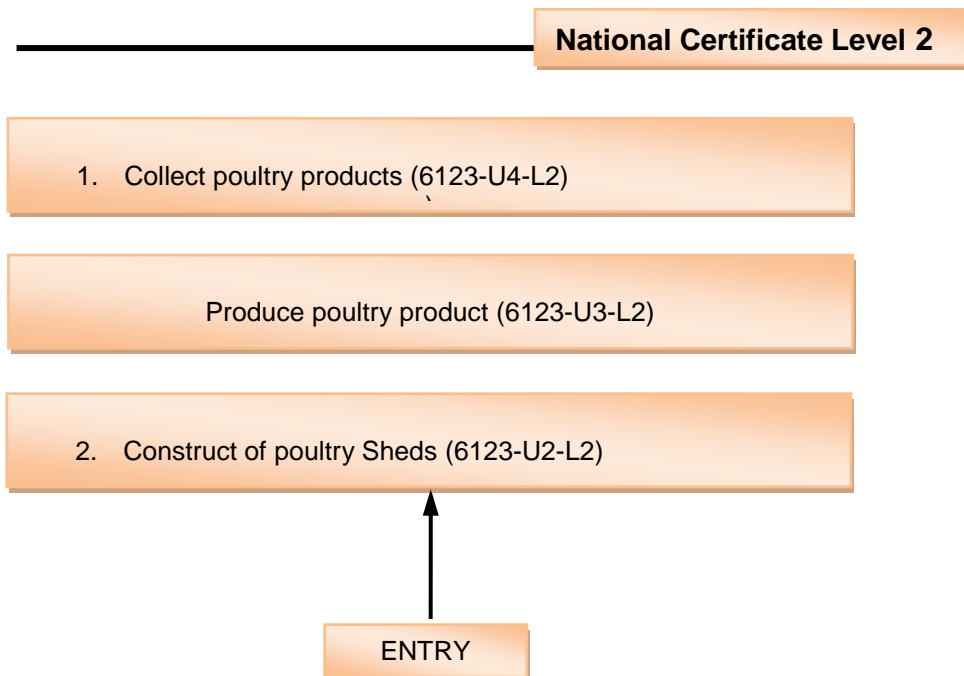 National Certificate Level 2
1. Collect poultry products (6123-U4-L2)
)
Produce poultry product (6123-U3-L2)
2. Construct of poultry Sheds (6123-U2-L2)
ENTRY